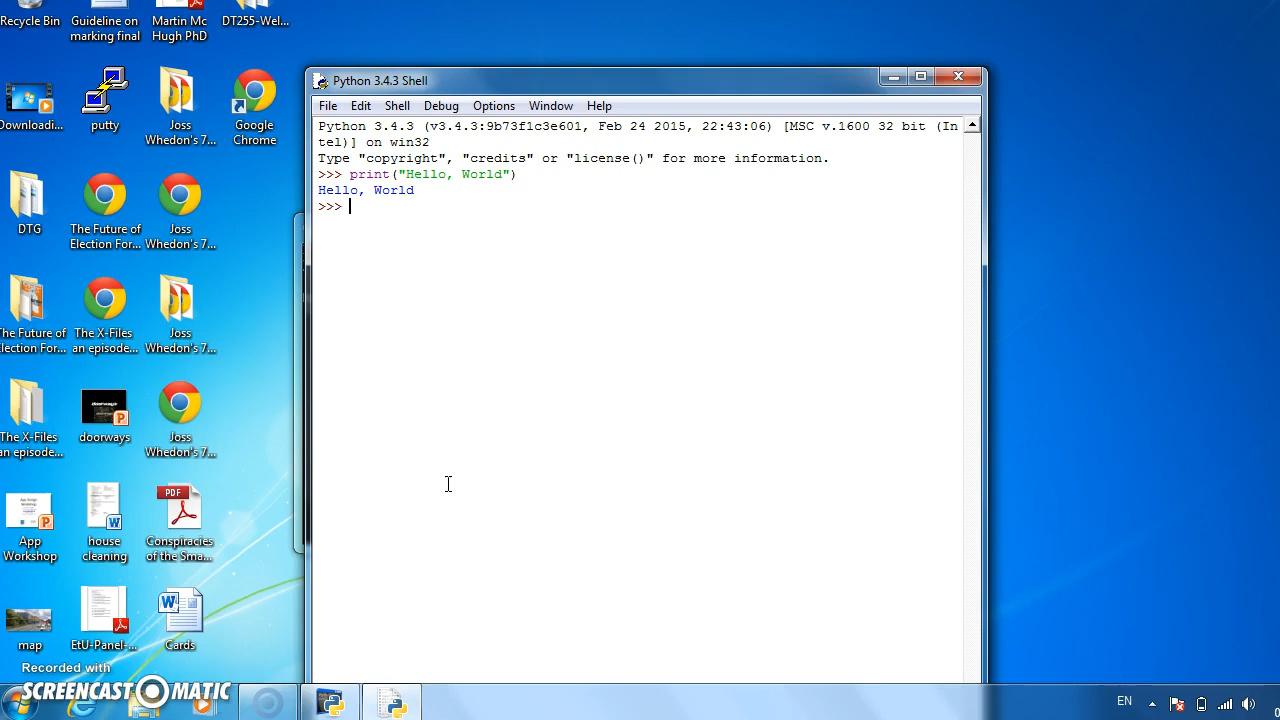 Recycle Bin
Guideline on
marking final
Martin Mc
Hugh PhD
DT255-Wel...
Downloadi...
putty
Joss
Whedon's 7...
Google
Chrome
DTG
The Future of
Election For...
Joss
Whedon's 7...
The Future of
Election For...
The X-Files
an episode...
Joss
Whedon's 7...
The X-Files
an episode...
doorways
Joss
Whedon's 7...
App
Workshop
house
cleaning
PDF
Conspiracies
of the Sma...
map
EtU-Panel-...
Cards
Python 3.4.3 Shell
File Edit Shell Debug Options Window Help
Python 3.4.3 (v3.4.3:9b73f1c3e601, Feb 24 2015, 22:43:06) [MSC v.1600 32 bit (In
tel)] on win32
Type "copyright", "credits" or "license()" for more information.
>>> print("Hello, World")
Hello, World
>>>
Recorded with
SCREENCAST MATIC
EN